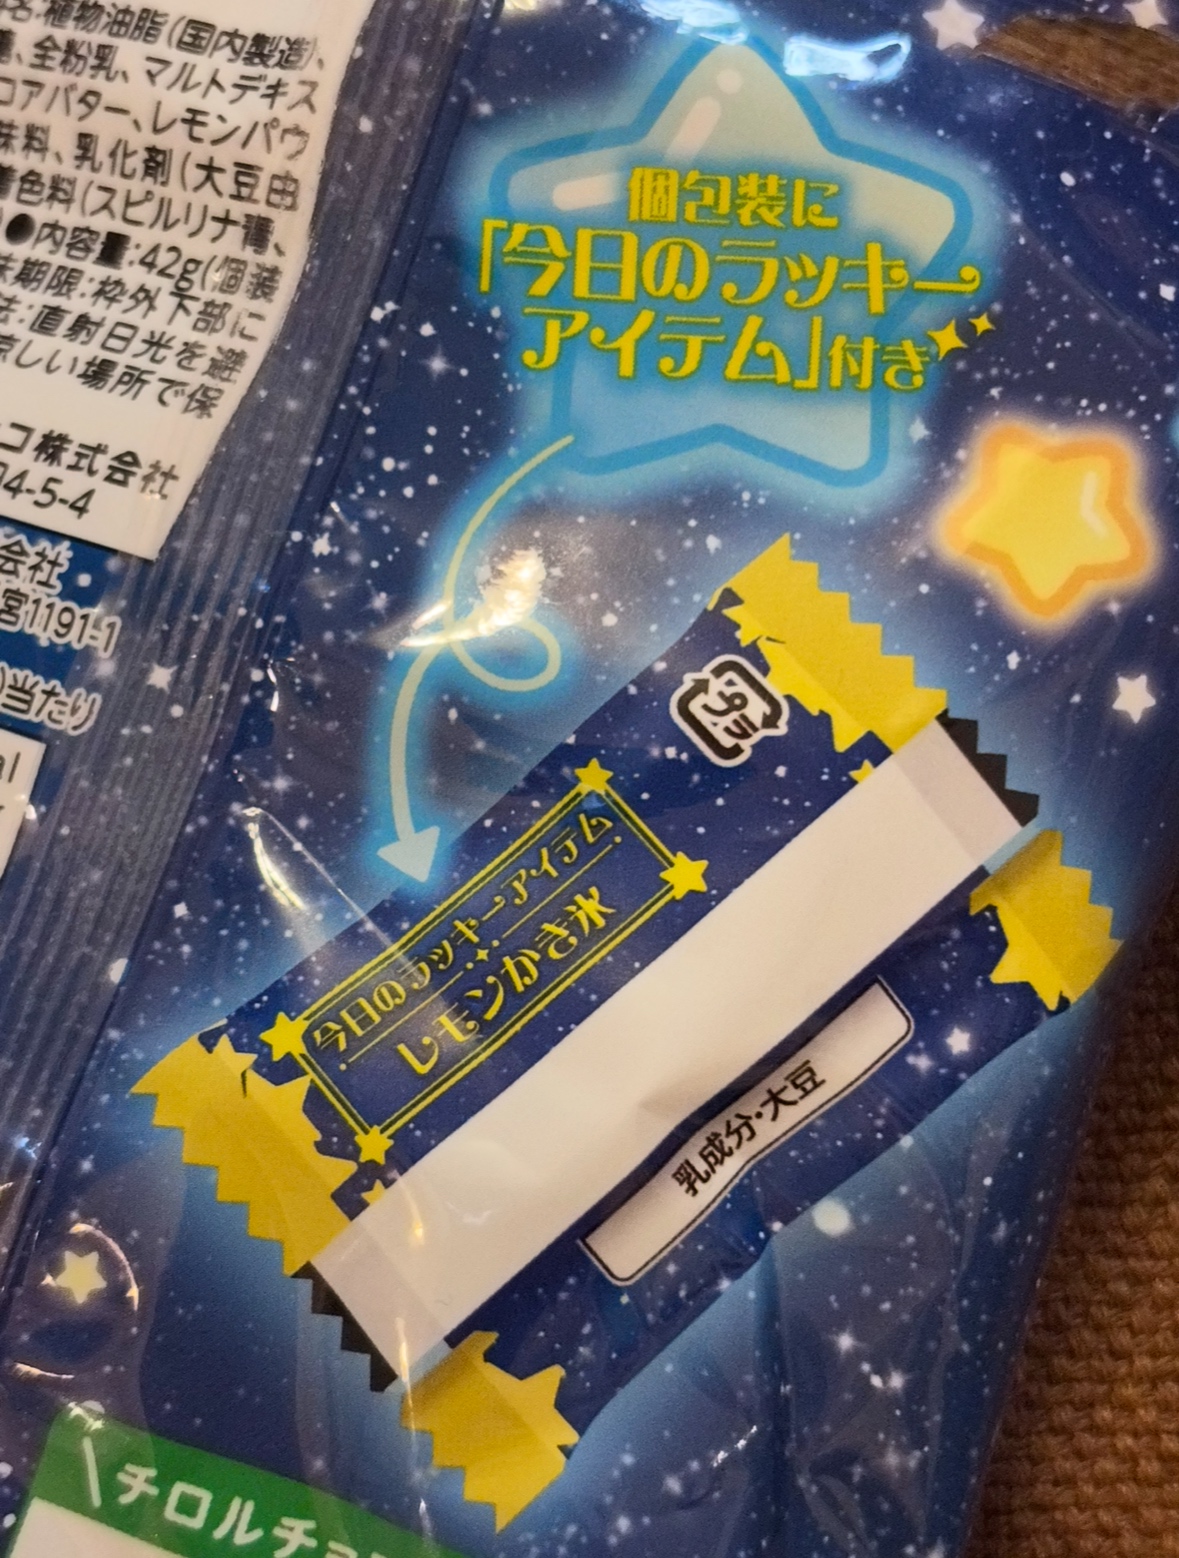 名:植物油脂(国内製造)、
、全粉乳、マルトデキス
コアバター、レモンパウ
味料、乳化剤(大豆由
着色料(スピルリナ青、
●内容量:42g(個装
味期限:枠外下部に
法:直射日光を避
涼しい場所で保
コ株式会社
4-5-4
会社
宮1191-1
当たり
al
個包装に
「今日のラッキー
アイテム」付き
プラ
今日のラッキーアイテム
レモンかき氷
乳成分・大豆
\チロルチョコ